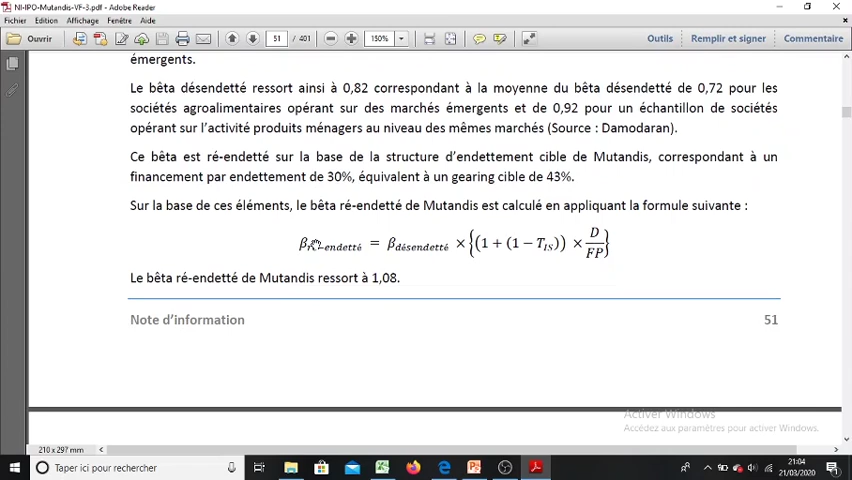 NI-IPO-Mutandis-VF-3.pdf - Adobe Reader
Fichier Edition Affichage Fenêtre Aide
Ouvrir 51 / 401 150% Outils Remplir et signer Commentaire
émergents.
Le bêta désendetté ressort ainsi à 0,82 correspondant à la moyenne du bêta désendetté de 0,72 pour les
sociétés agroalimentaires opérant sur des marchés émergents et de 0,92 pour un échantillon de sociétés
opérant sur l'activité produits ménagers au niveau des mêmes marchés (Source : Damodaran).
Ce bêta est ré-endetté sur la base de la structure d'endettement cible de Mutandis, correspondant à un
financement par endettement de 30%, équivalent à un gearing cible de 43%.
Sur la base de ces éléments, le bêta ré-endetté de Mutandis est calculé en appliquant la formule suivante :
β ré-endetté = β désendetté × {(1 + (1 − T_IS)) × D/FP}
Le bêta ré-endetté de Mutandis ressort à 1,08.
Note d'information 51
Activer Windows
Accédez aux paramètres pour activer Windows.
210 x 297 mm
Taper ici pour rechercher
21:04
21/03/2020